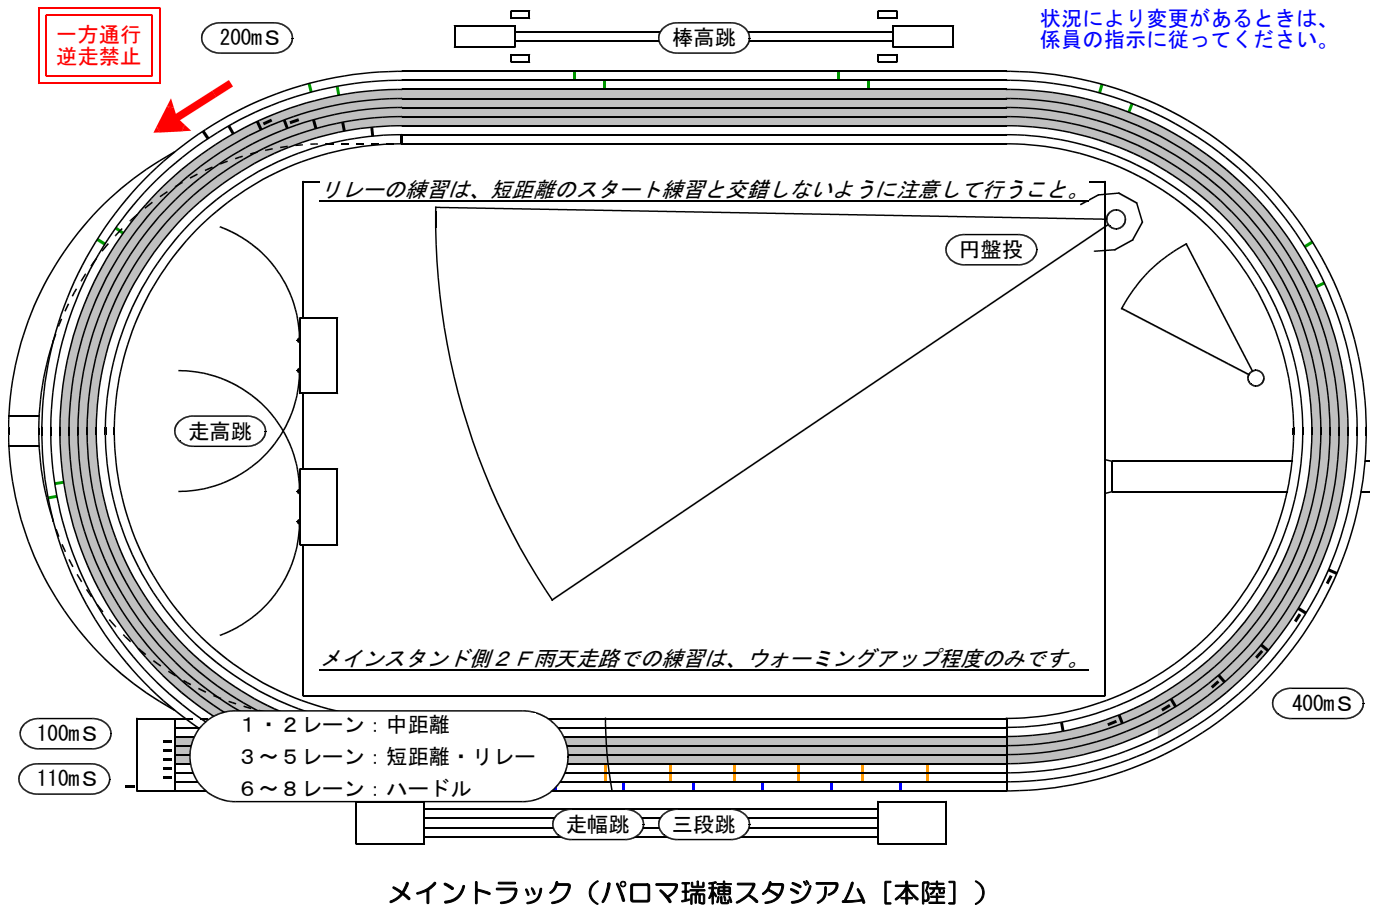 一方通行
逆走禁止
200mＳ
棒高跳
状況により変更があるときは、
係員の指示に従ってください。
リレーの練習は、短距離のスタート練習と交錯しないように注意して行うこと。
円盤投
走高跳
メインスタンド側２Ｆ雨天走路での練習は、ウォーミングアップ程度のみです。
400mＳ
100mＳ
110mＳ
１・２レーン：中距離
３～５レーン：短距離・リレー
６～８レーン：ハードル
走幅跳
三段跳
メイントラック（パロマ瑞穂スタジアム［本陸］）